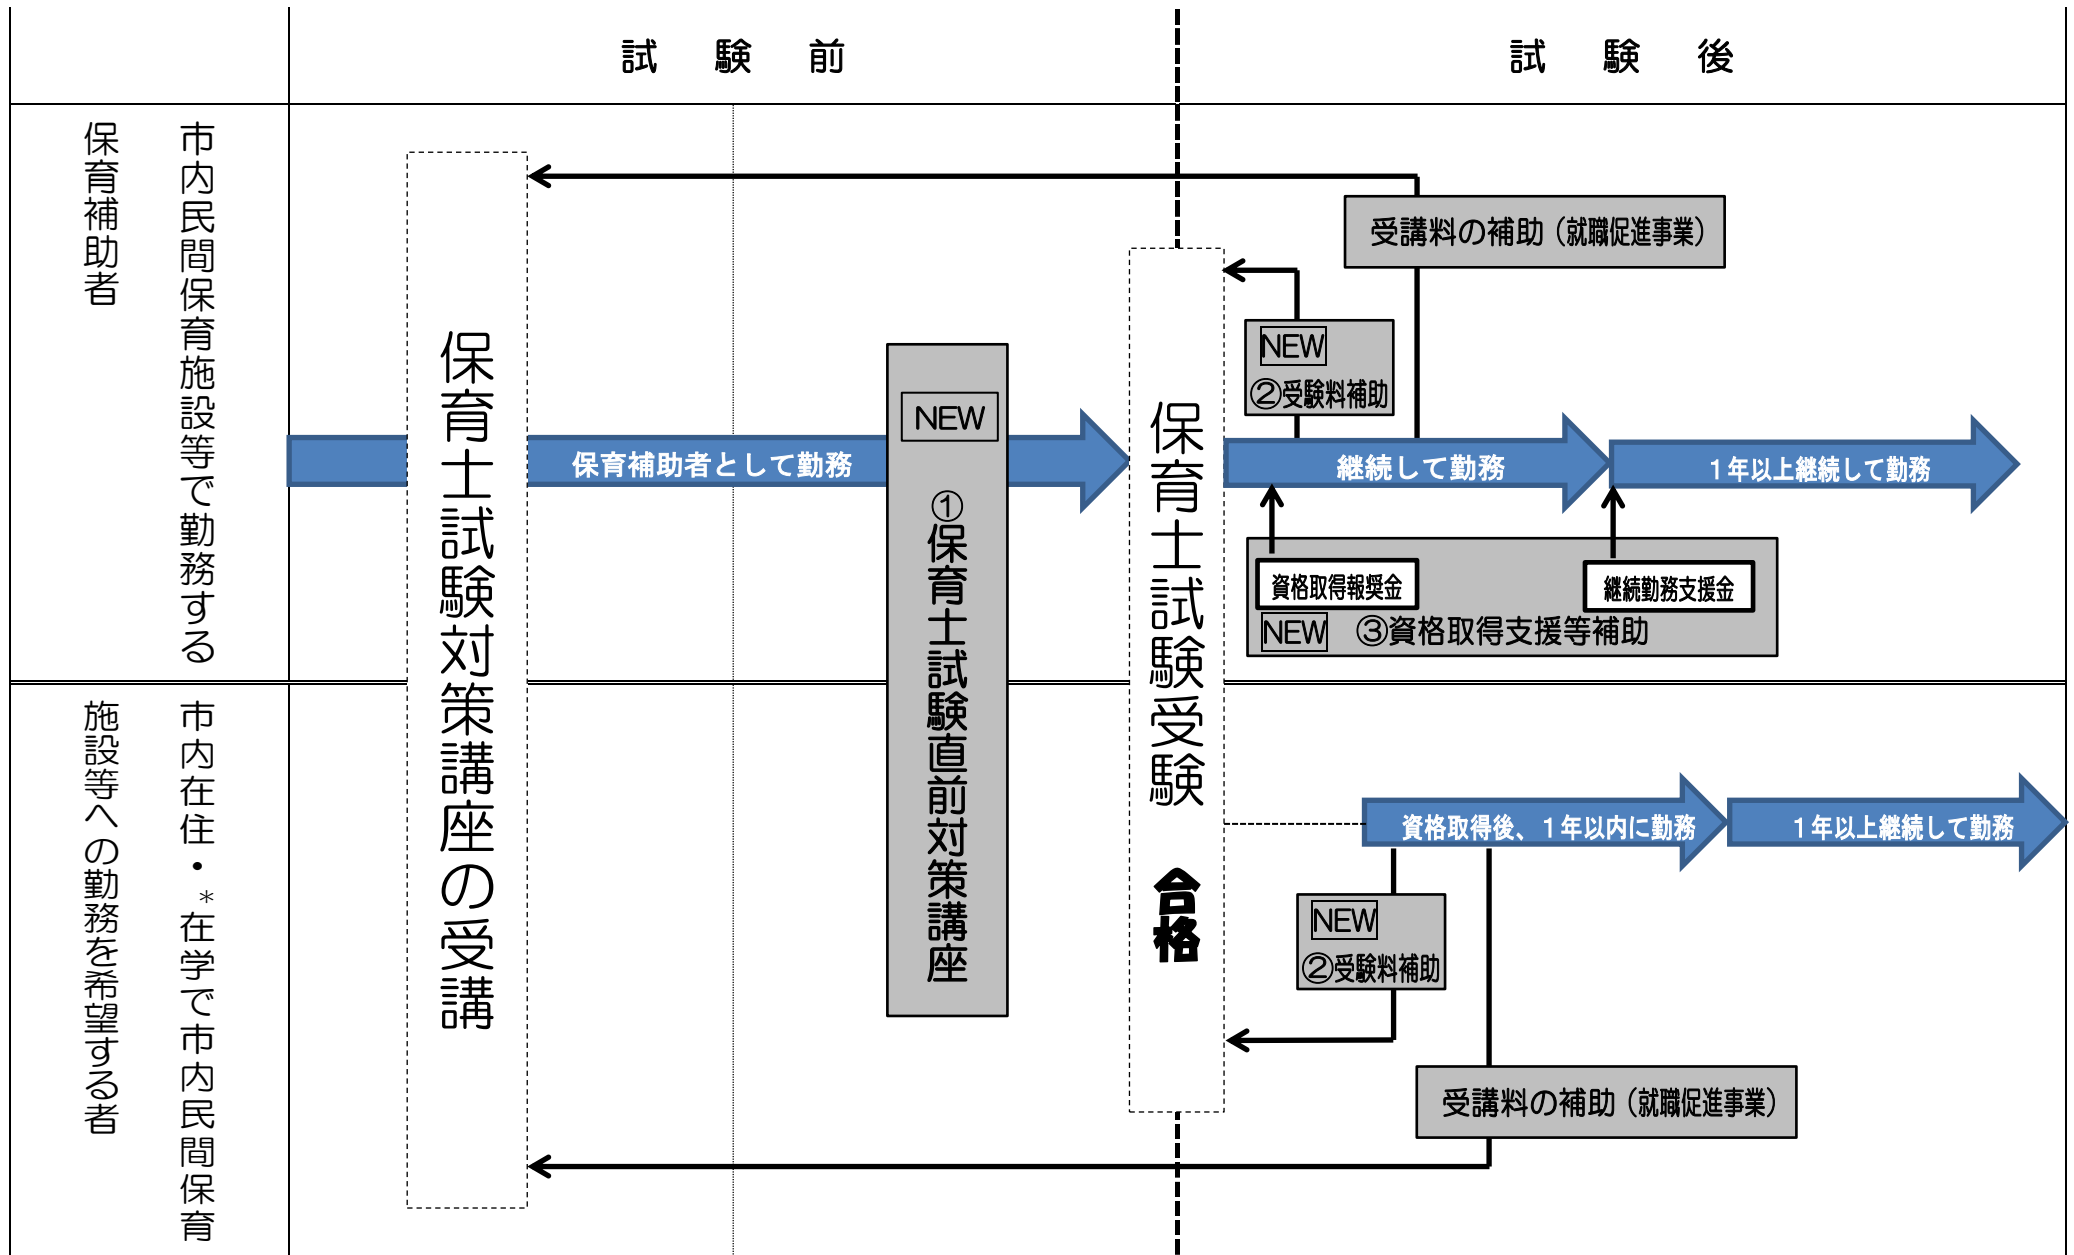 試験前
試験後
市内民間保育施設等で勤務する
保育補助者
保育士試験対策講座の受講
保育補助者として勤務
NEW
①保育士試験直前対策講座
保育士試験受験 合格
受講料の補助（就職促進事業）
NEW
②受験料補助
継続して勤務
１年以上継続して勤務
資格取得報奨金
継続勤務支援金
NEW ③資格取得支援等補助
市内在住・*在学で市内民間保育
施設等への勤務を希望する者
資格取得後、１年以内に勤務
１年以上継続して勤務
NEW
②受験料補助
受講料の補助（就職促進事業）